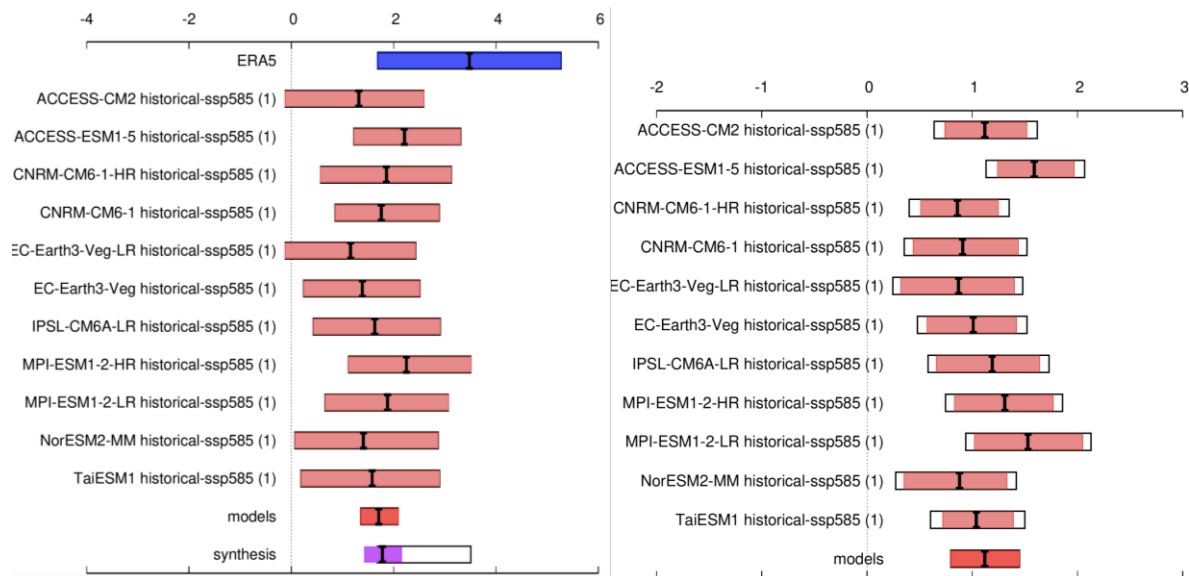 -4 -2 0 2 4 6
ERA5
ACCESS-CM2 historical-ssp585 (1)
ACCESS-ESM1-5 historical-ssp585 (1)
CNRM-CM6-1-HR historical-ssp585 (1)
CNRM-CM6-1 historical-ssp585 (1)
EC-Earth3-Veg-LR historical-ssp585 (1)
EC-Earth3-Veg historical-ssp585 (1)
IPSL-CM6A-LR historical-ssp585 (1)
MPI-ESM1-2-HR historical-ssp585 (1)
MPI-ESM1-2-LR historical-ssp585 (1)
NorESM2-MM historical-ssp585 (1)
TaiESM1 historical-ssp585 (1)
models
synthesis
-2 -1 0 1 2 3
ACCESS-CM2 historical-ssp585 (1)
ACCESS-ESM1-5 historical-ssp585 (1)
CNRM-CM6-1-HR historical-ssp585 (1)
CNRM-CM6-1 historical-ssp585 (1)
EC-Earth3-Veg-LR historical-ssp585 (1)
EC-Earth3-Veg historical-ssp585 (1)
IPSL-CM6A-LR historical-ssp585 (1)
MPI-ESM1-2-HR historical-ssp585 (1)
MPI-ESM1-2-LR historical-ssp585 (1)
NorESM2-MM historical-ssp585 (1)
TaiESM1 historical-ssp585 (1)
models